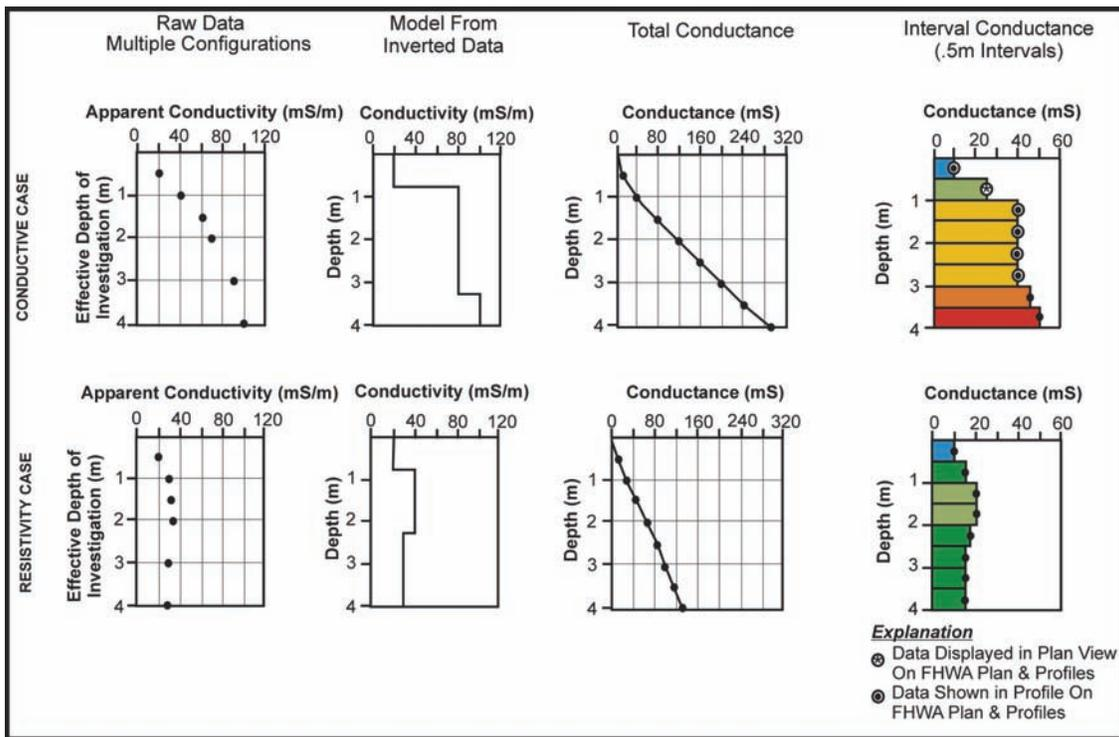 Raw Data
Multiple Configurations
Model From
Inverted Data
Total Conductance
Interval Conductance
(.5m Intervals)
CONDUCTIVE CASE
Apparent Conductivity (mS/m)
0 40 80 120
Effective Depth of
Investigation (m)
1
2
3
4
Conductivity (mS/m)
0 40 80 120
Depth (m)
1
2
3
4
Conductance (mS)
0 80 160 240 320
Depth (m)
1
2
3
4
Conductance (mS)
0 20 40 60
Depth (m)
1
2
3
4
RESISTIVITY CASE
Apparent Conductivity (mS/m)
0 40 80 120
Effective Depth of
Investigation (m)
1
2
3
4
Conductivity (mS/m)
0 40 80 120
Depth (m)
1
2
3
4
Conductance (mS)
0 80 160 240 320
Depth (m)
1
2
3
4
Conductance (mS)
0 20 40 60
Depth (m)
1
2
3
4
Explanation
Data Displayed in Plan View
On FHWA Plan & Profiles
Data Shown in Profile On
FHWA Plan & Profiles